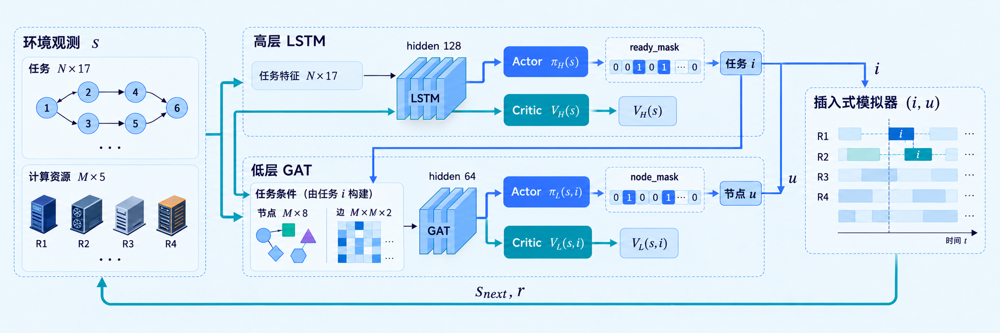 环境观测 s
任务 N×17
1
2
4
6
3
5
...
计算资源 M×5
R1
R2
R3
R4
...
高层 LSTM
任务特征 N×17
hidden 128
LSTM
Actor π_H(s)
ready_mask
0 0 1 0 1 ... 0
任务 i
Critic V_H(s)
V_H(s)
低层 GAT
任务条件（由任务 i 构建）
节点 M×8
边 M×M×2
...
...
hidden 64
GAT
Actor π_L(s,i)
node_mask
0 1 0 0 1 ... 0
节点 u
Critic V_L(s,i)
V_L(s,i)
i
u
插入式模拟器 (i, u)
R1 i ...
R2 i ...
R3 ...
R4 ...
...
时间 t
s_next, r